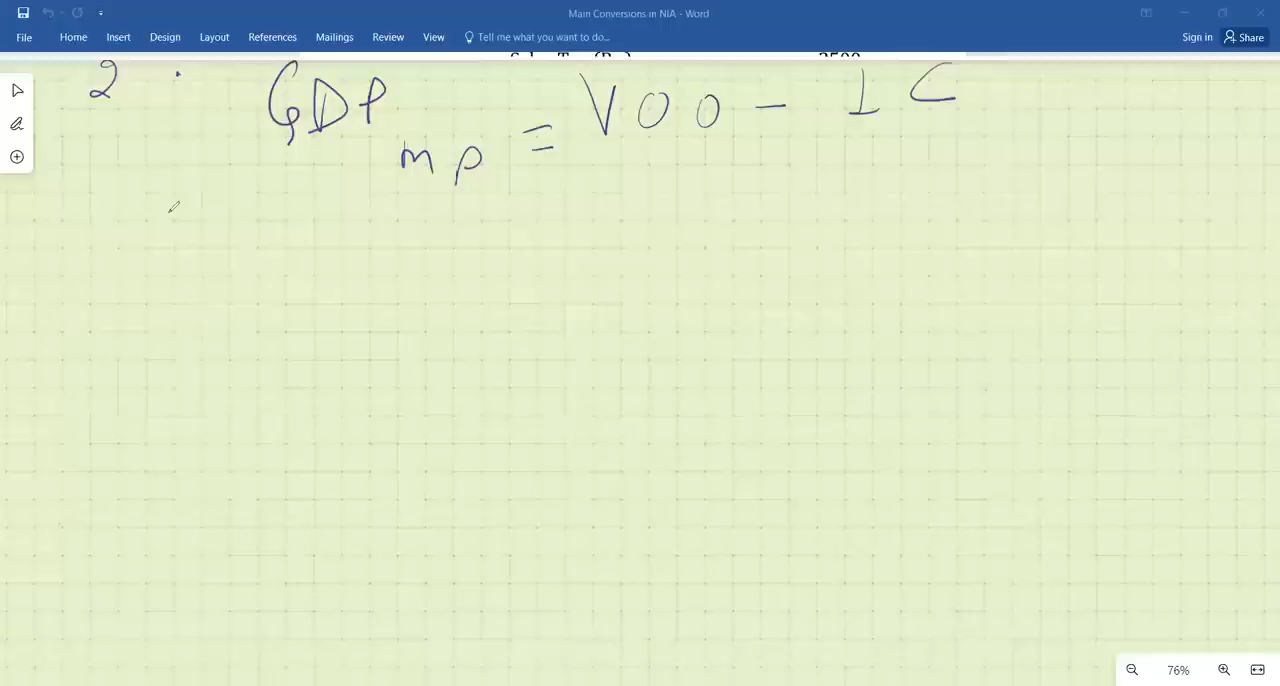 Main Conversions in NIA - Word
File Home Insert Design Layout References Mailings Review View Tell me what you want to do... Sign in Share
2. GDP mp = VOO - IC
76%